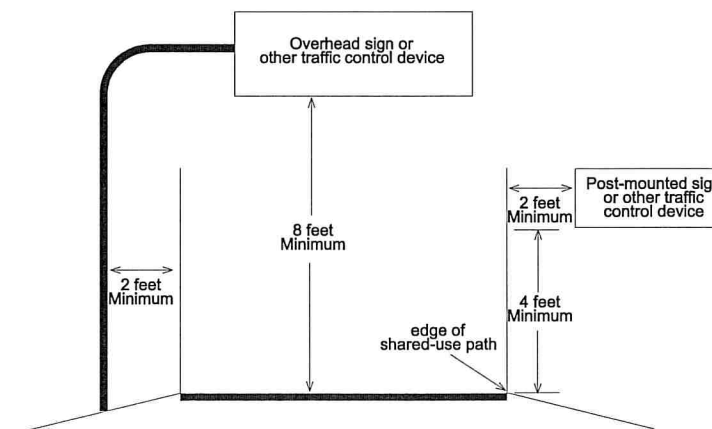 Overhead sign or
other traffic control device
Post-mounted sig
or other traffic
control device
2 feet
Minimum
8 feet
Minimum
2 feet
Minimum
4 feet
Minimum
edge of
shared-use path